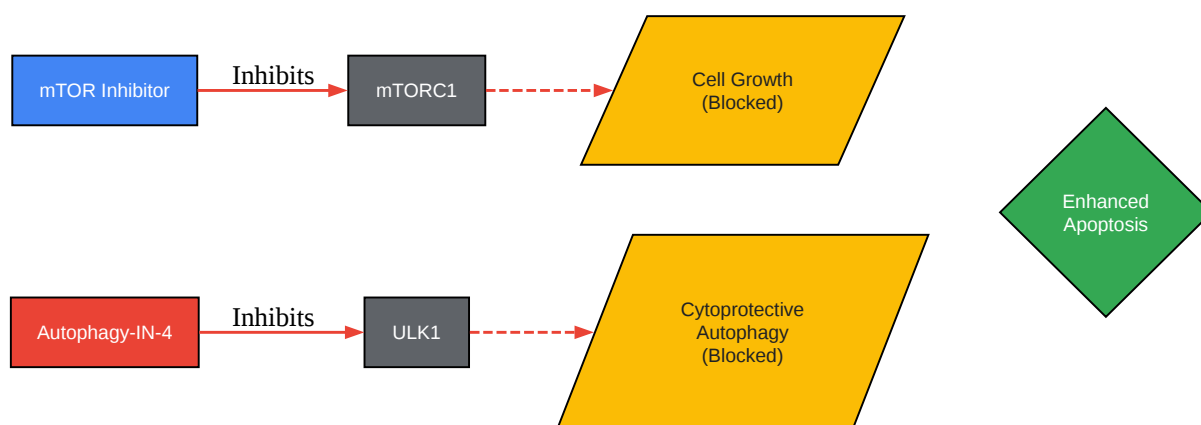 mTOR Inhibitor
Inhibits
mTORC1
Cell Growth
(Blocked)
Enhanced
Apoptosis
Autophagy-IN-4
Inhibits
ULK1
Cytoprotective
Autophagy
(Blocked)